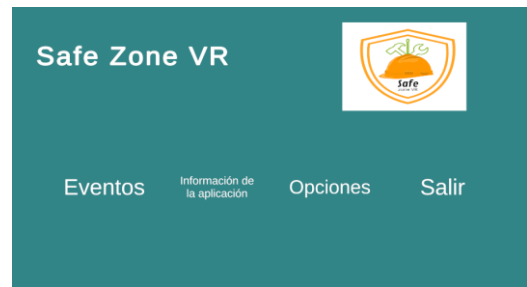 Safe Zone VR
Safe
Eventos
Información de
la aplicación
Opciones
Salir